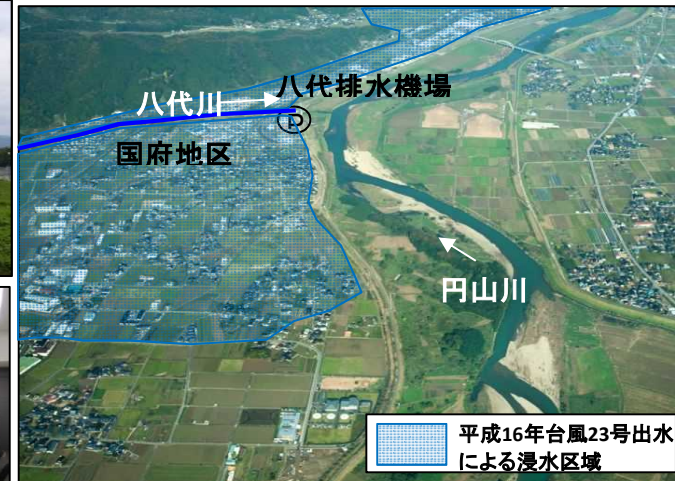 八代排水機場
八代川
P
国府地区
円山川
平成16年台風23号出水
による浸水区域